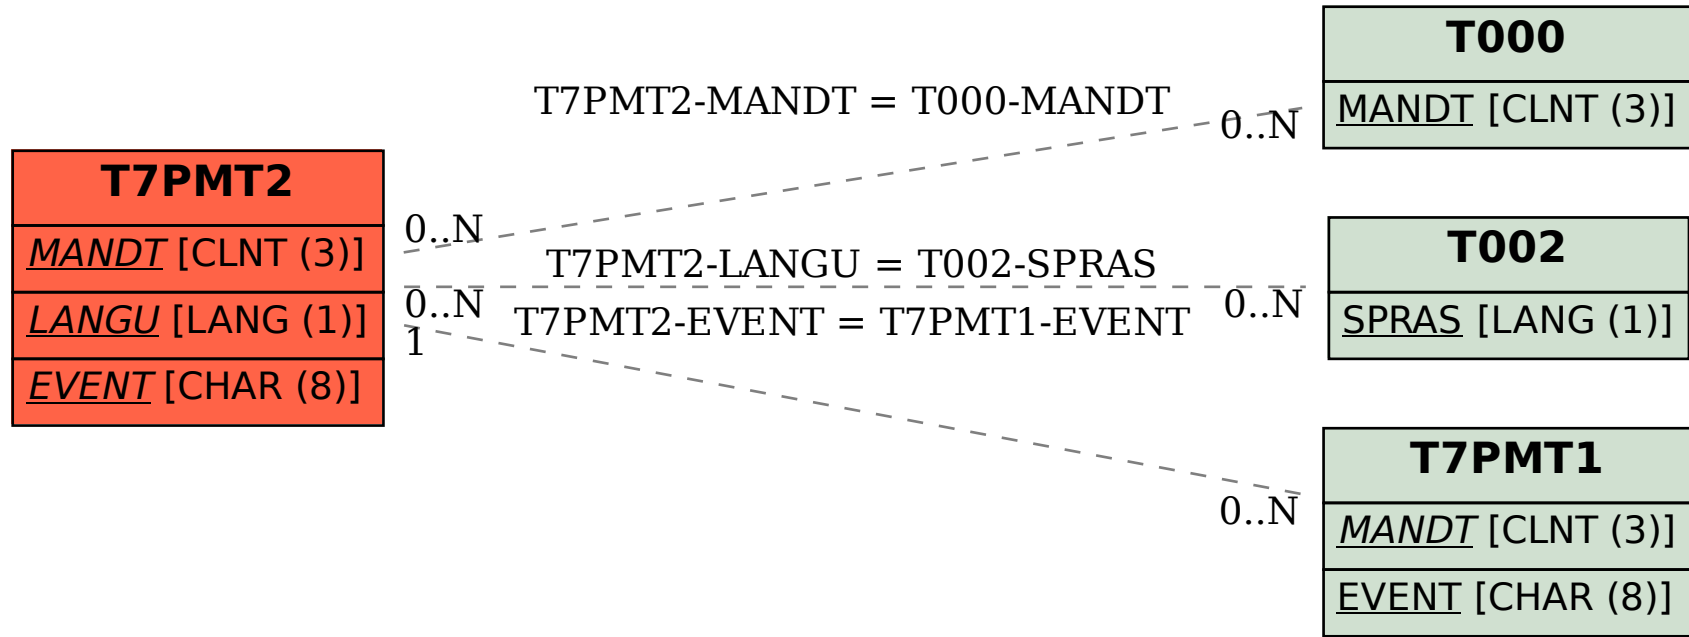 T000
MANDT [CLNT (3)]
T7PMT2-MANDT = T000-MANDT
0..N
T7PMT2
MANDT [CLNT (3)]
LANGU [LANG (1)]
EVENT [CHAR (8)]
0..N
T7PMT2-LANGU = T002-SPRAS
0..N
0..N
T002
SPRAS [LANG (1)]
T7PMT2-EVENT = T7PMT1-EVENT
1
0..N
T7PMT1
MANDT [CLNT (3)]
EVENT [CHAR (8)]